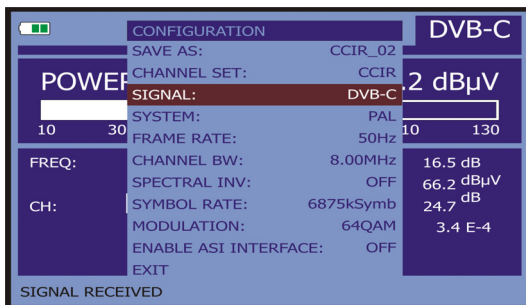 CONFIGURATION DVB-C
SAVE AS: CCIR_02
CHANNEL SET: CCIR
POWER .2 dBµV
SIGNAL: DVB-C
SYSTEM: PAL
10 30 10 130
FRAME RATE: 50Hz
FREQ: CHANNEL BW: 8.00MHz 16.5 dB
SPECTRAL INV: OFF 66.2 dBµV
CH: SYMBOL RATE: 6875kSymb 24.7 dB
MODULATION: 64QAM 3.4 E-4
ENABLE ASI INTERFACE: OFF
EXIT
SIGNAL RECEIVED